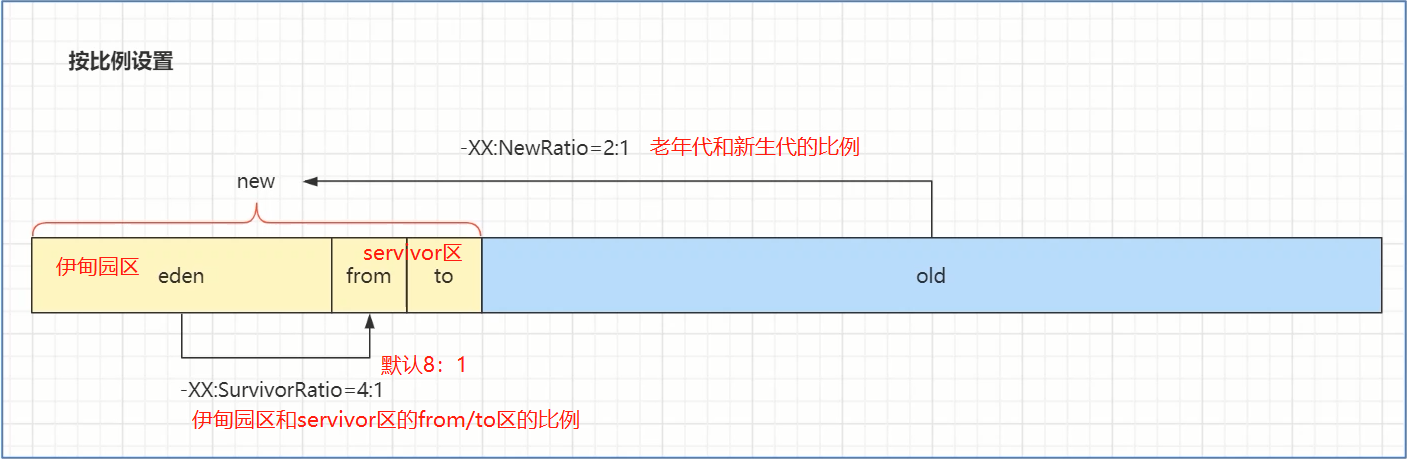 按比例设置
-XX:NewRatio=2:1 老年代和新生代的比例
new
伊甸园区
servivor区
eden
from
to
old
默认8：1
-XX:SurvivorRatio=4:1
伊甸园区和servivor区的from/to区的比例